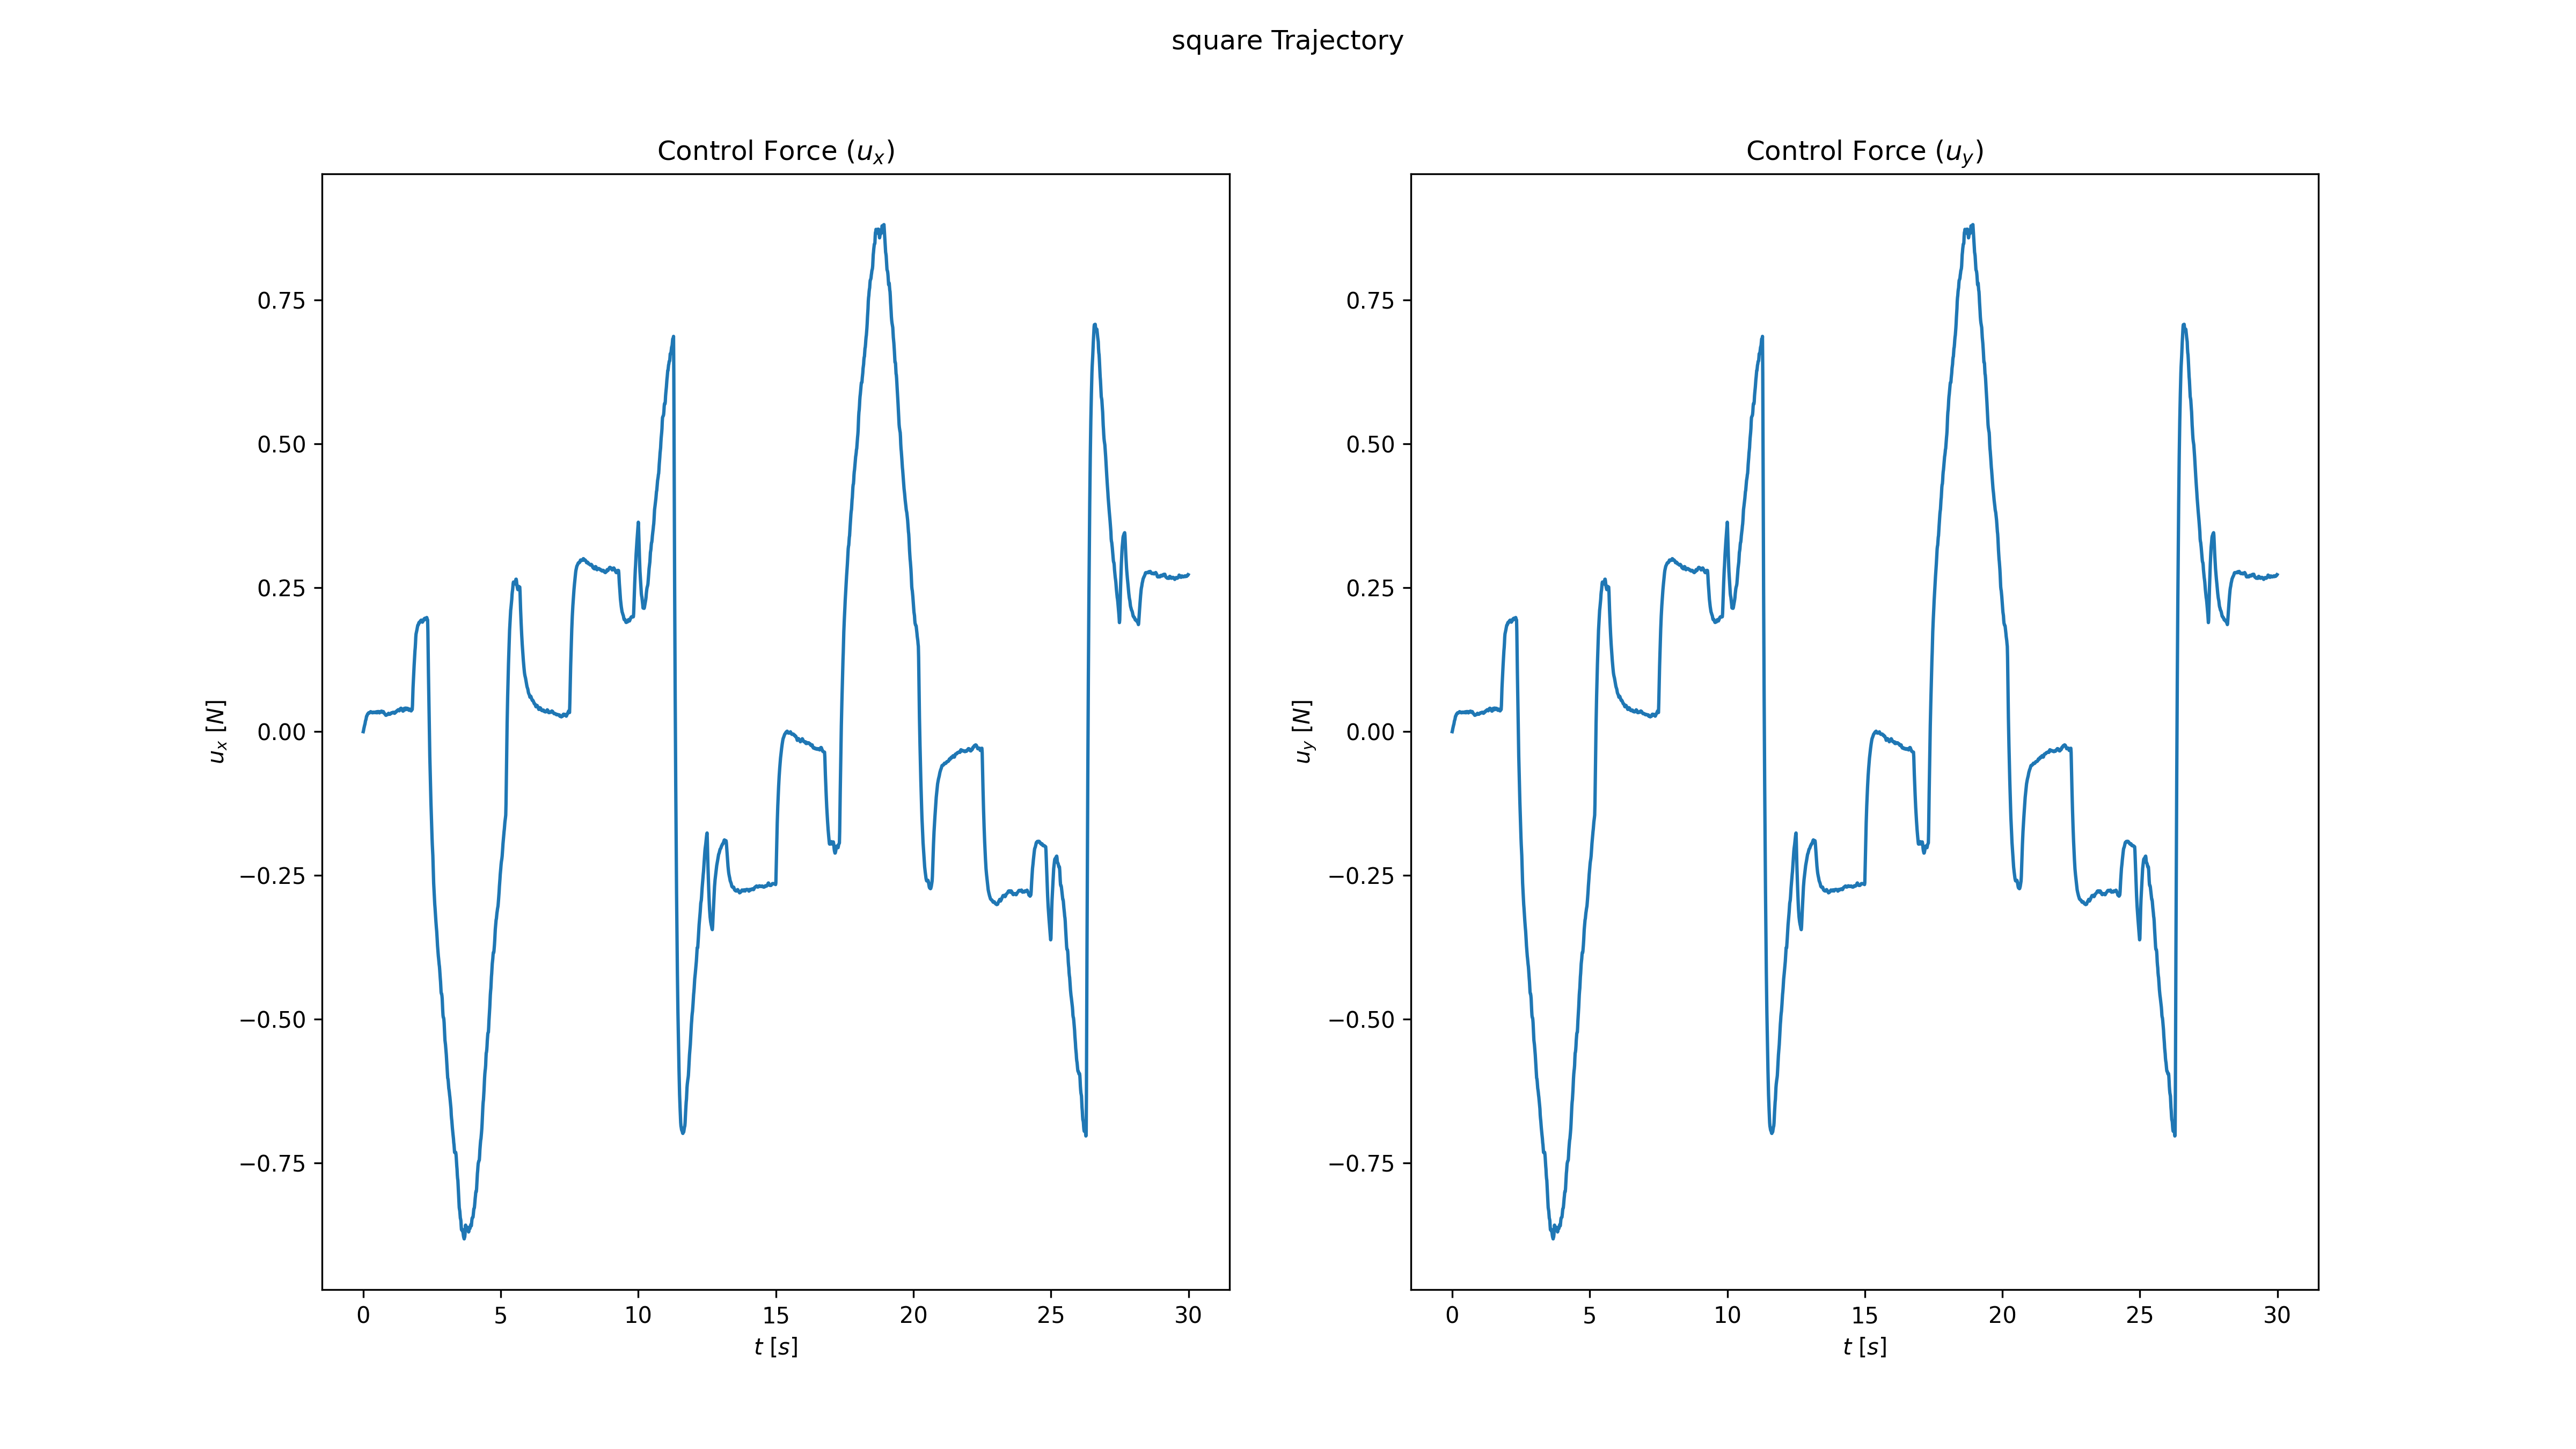 square Trajectory
Control Force (u_x)
0.75
0.50
0.25
0.00
−0.25
−0.50
−0.75
u_x [N]
0 5 10 15 20 25 30
t [s]
Control Force (u_y)
0.75
0.50
0.25
0.00
−0.25
−0.50
−0.75
u_y [N]
0 5 10 15 20 25 30
t [s]